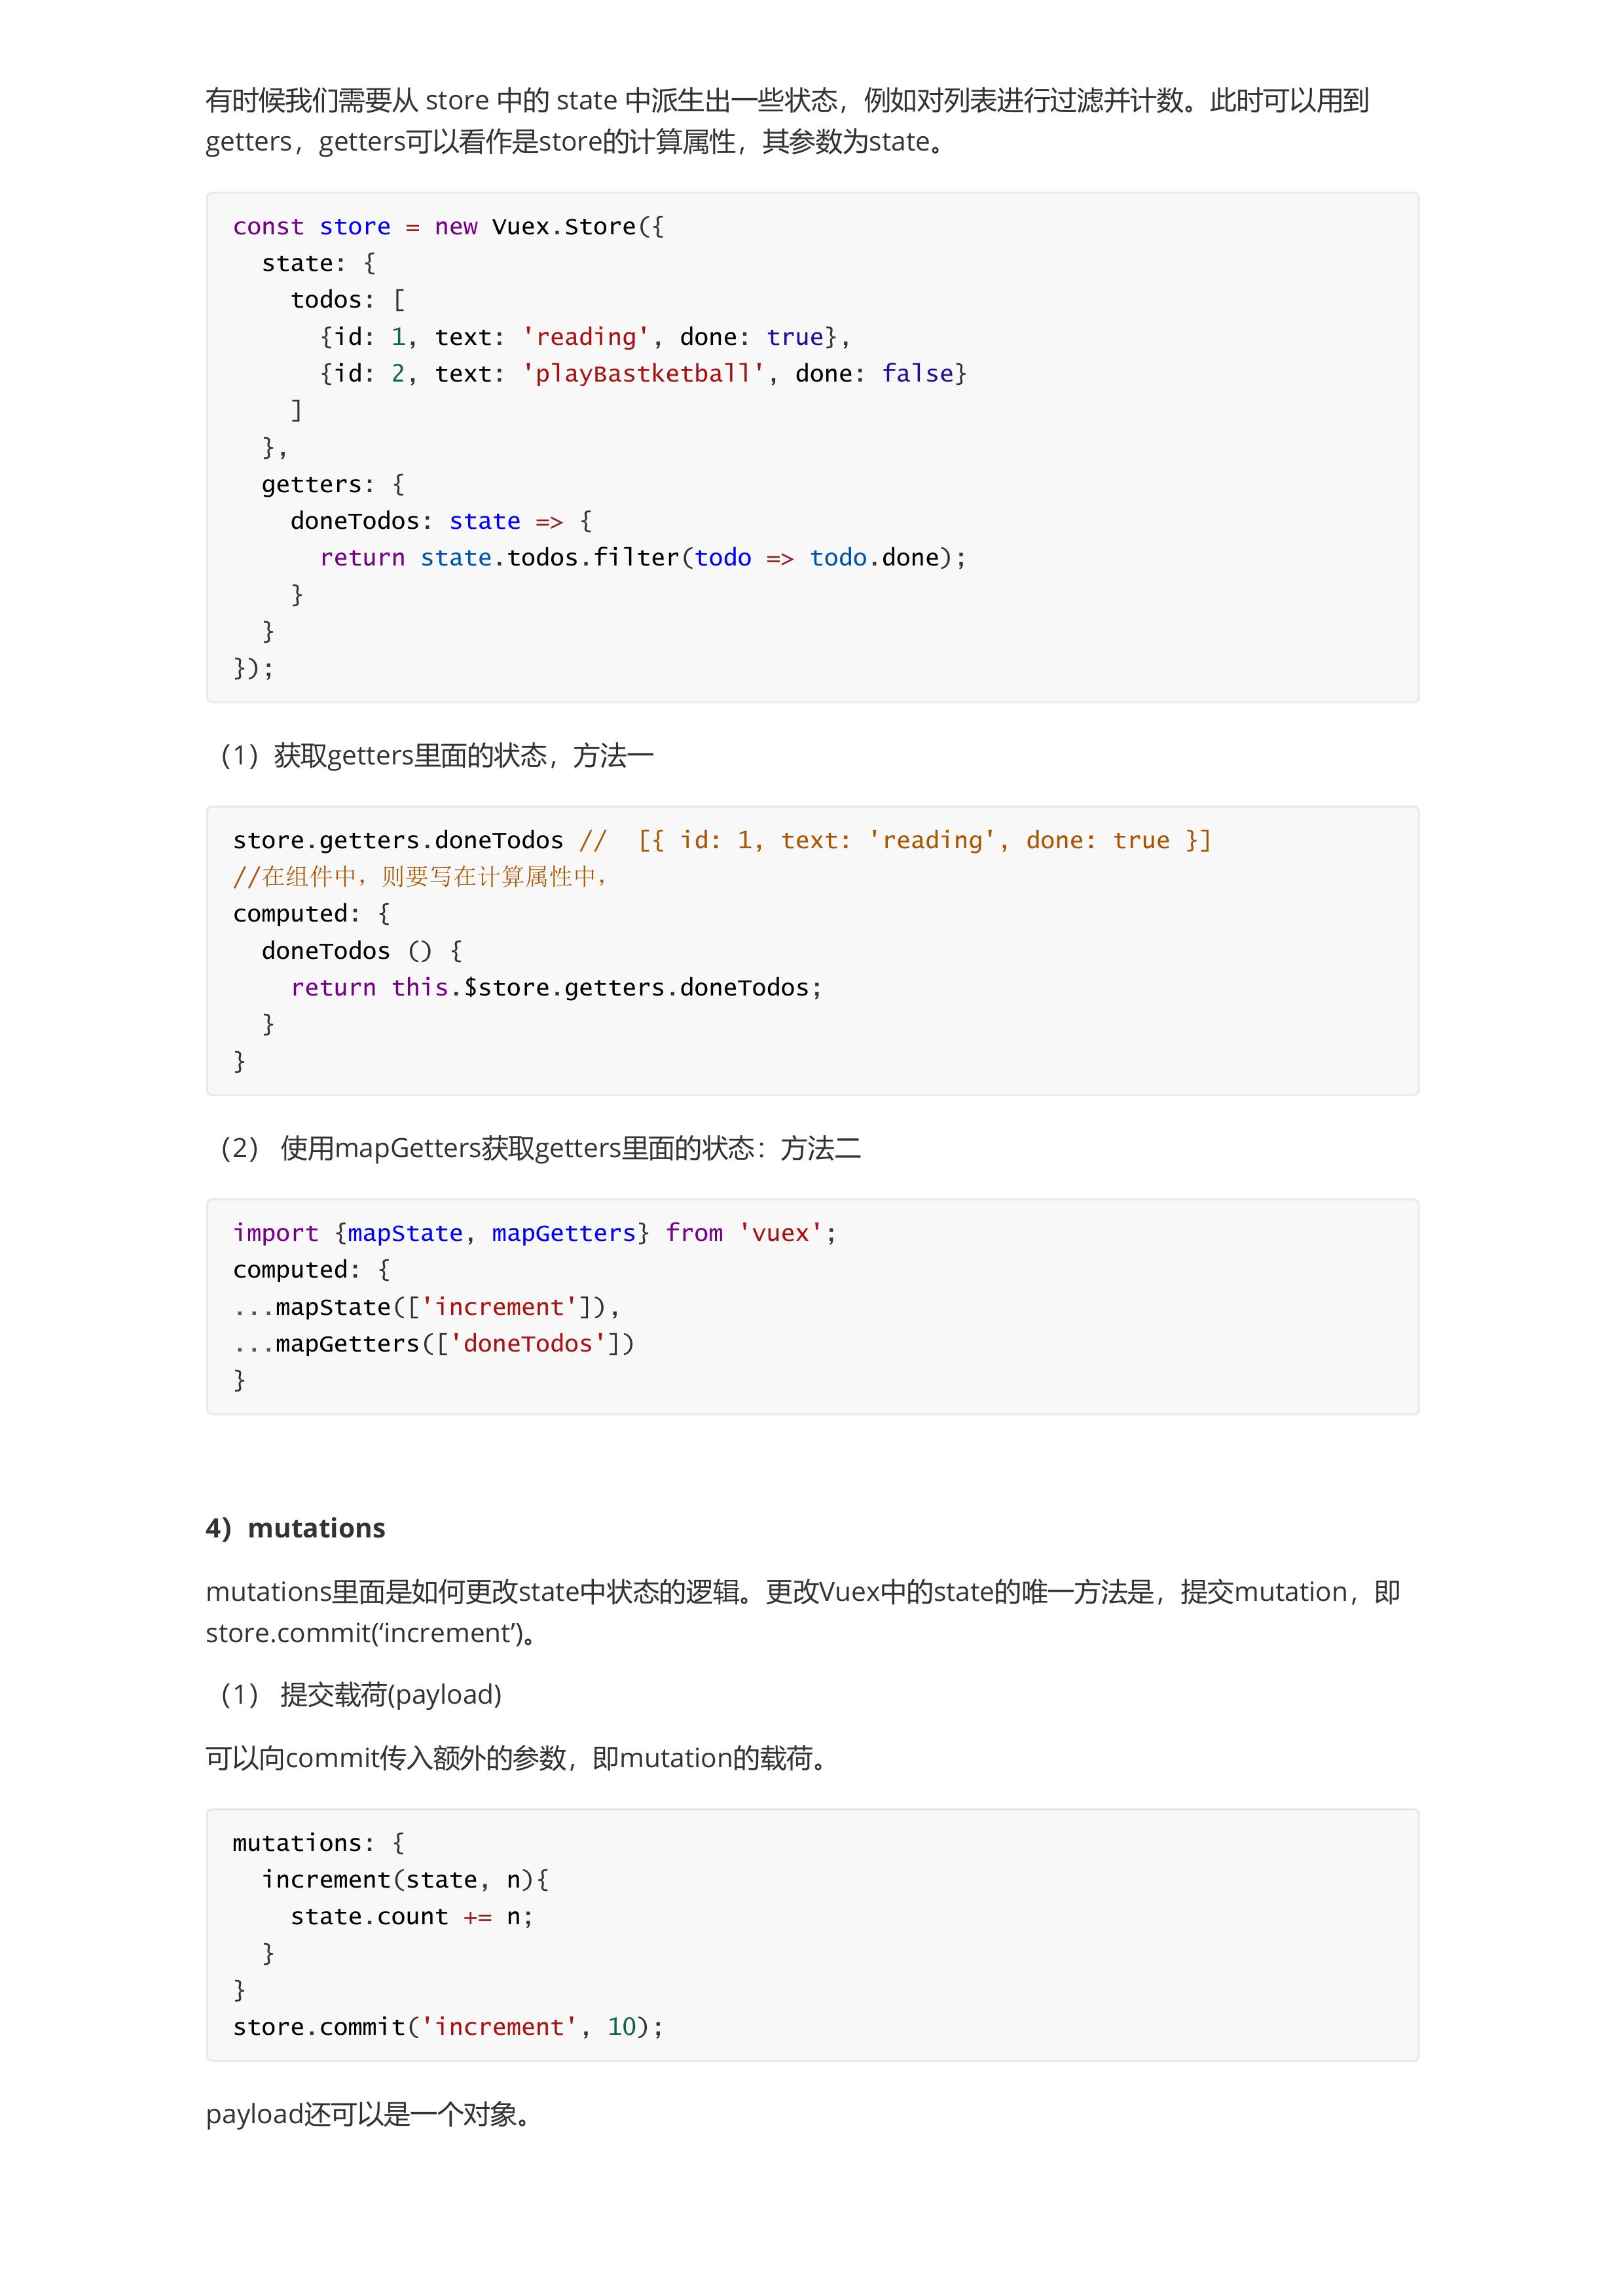 有时候我们需要从 store 中的 state 中派生出一些状态，例如对列表进行过滤并计数。此时可以用到
getters，getters可以看作是store的计算属性，其参数为state。
const store = new Vuex.Store({
  state: {
    todos: [
      {id: 1, text: 'reading', done: true},
      {id: 2, text: 'playBastketball', done: false}
    ]
  },
  getters: {
    doneTodos: state => {
      return state.todos.filter(todo => todo.done);
    }
  }
});
（1）获取getters里面的状态，方法一
store.getters.doneTodos //  [{ id: 1, text: 'reading', done: true }]
//在组件中，则要写在计算属性中，
computed: {
  doneTodos () {
    return this.$store.getters.doneTodos;
  }
}
（2） 使用mapGetters获取getters里面的状态：方法二
import {mapState, mapGetters} from 'vuex';
computed: {
...mapState(['increment']),
...mapGetters(['doneTodos'])
}
4）mutations
mutations里面是如何更改state中状态的逻辑。更改Vuex中的state的唯一方法是，提交mutation，即
store.commit(‘increment’)。
（1） 提交载荷(payload)
可以向commit传入额外的参数，即mutation的载荷。
mutations: {
  increment(state, n){
    state.count += n;
  }
}
store.commit('increment', 10);
payload还可以是一个对象。